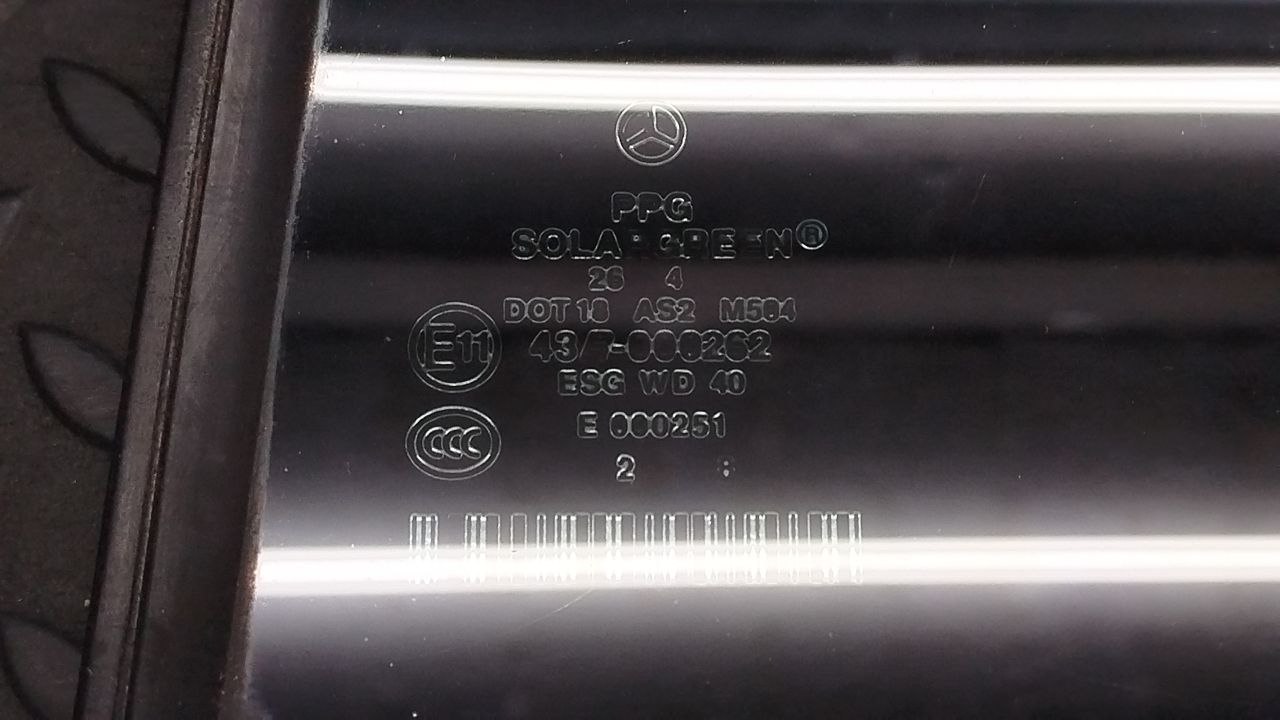 PPG
SOLARGREEN®
26 4
DOT 18 AS2 M504
E11 43R-000262
ESG WD 40
E 000251
CCC
2